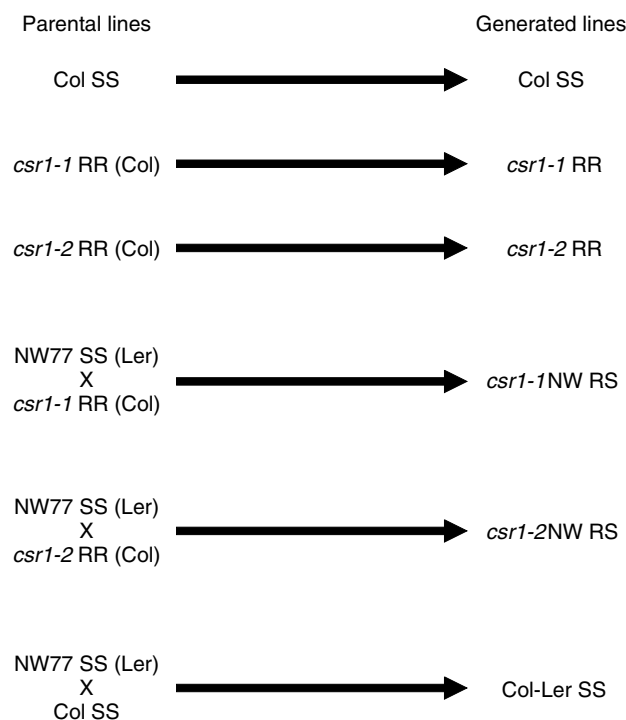 Parental lines
Generated lines
Col SS
Col SS
csr1-1 RR (Col)
csr1-1 RR
csr1-2 RR (Col)
csr1-2 RR
NW77 SS (Ler)
X
csr1-1 RR (Col)
csr1-1NW RS
NW77 SS (Ler)
X
csr1-2 RR (Col)
csr1-2NW RS
NW77 SS (Ler)
X
Col SS
Col-Ler SS